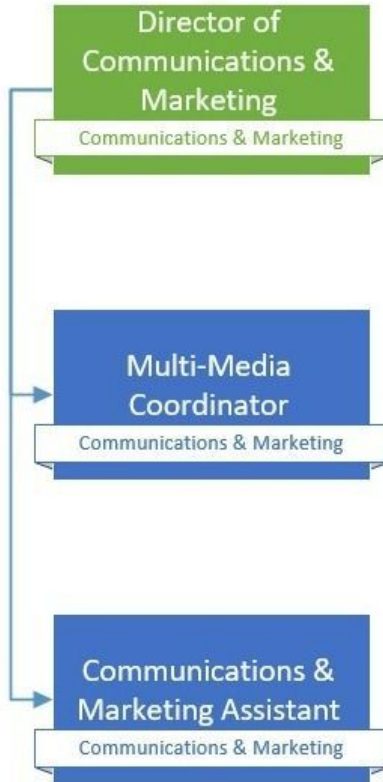 Director of
Communications &
Marketing
Communications & Marketing
Multi-Media
Coordinator
Communications & Marketing
Communications &
Marketing Assistant
Communications & Marketing